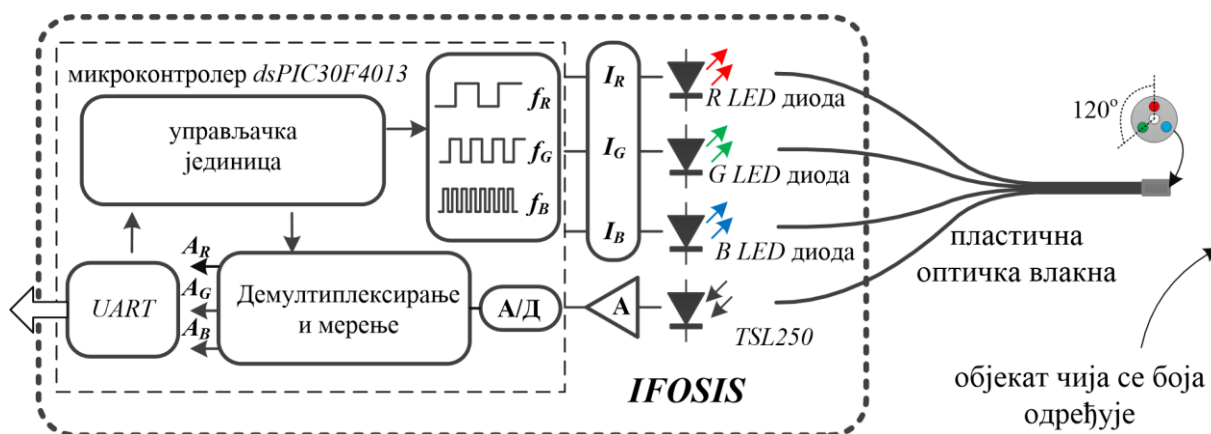 микроконтролер dsPIC30F4013
управљачка
јединица
f_R
f_G
f_B
I_R
I_G
I_B
R LED диода
G LED диода
B LED диода
120°
пластична
оптичка влакна
A_R
A_G
A_B
UART
Демултиплексирање
и мерење
А/Д
A
TSL250
IFOSIS
објекат чија се боја
одређује